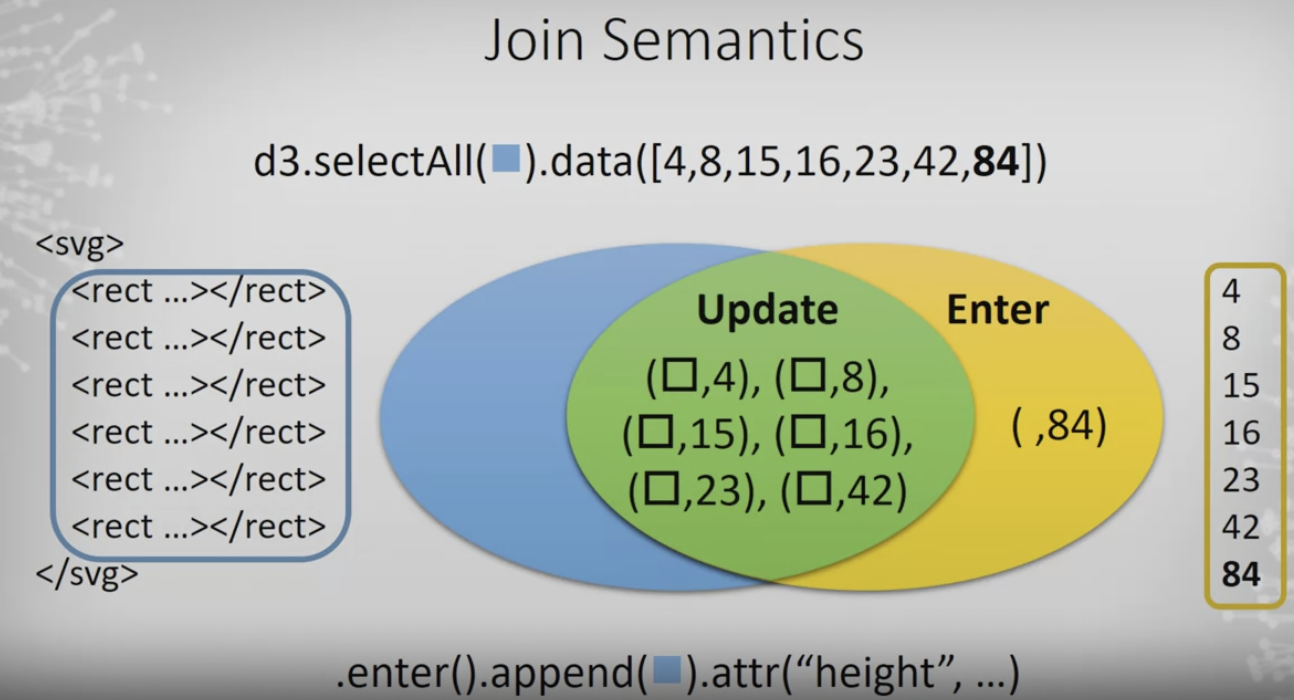 Join Semantics
d3.selectAll(■).data([4,8,15,16,23,42,84])
<svg>
<rect ...></rect>
<rect ...></rect>
<rect ...></rect>
<rect ...></rect>
<rect ...></rect>
<rect ...></rect>
</svg>
Update
(□,4), (□,8),
(□,15), (□,16),
(□,23), (□,42)
Enter
( ,84)
4
8
15
16
23
42
84
.enter().append(■).attr(“height”, ...)